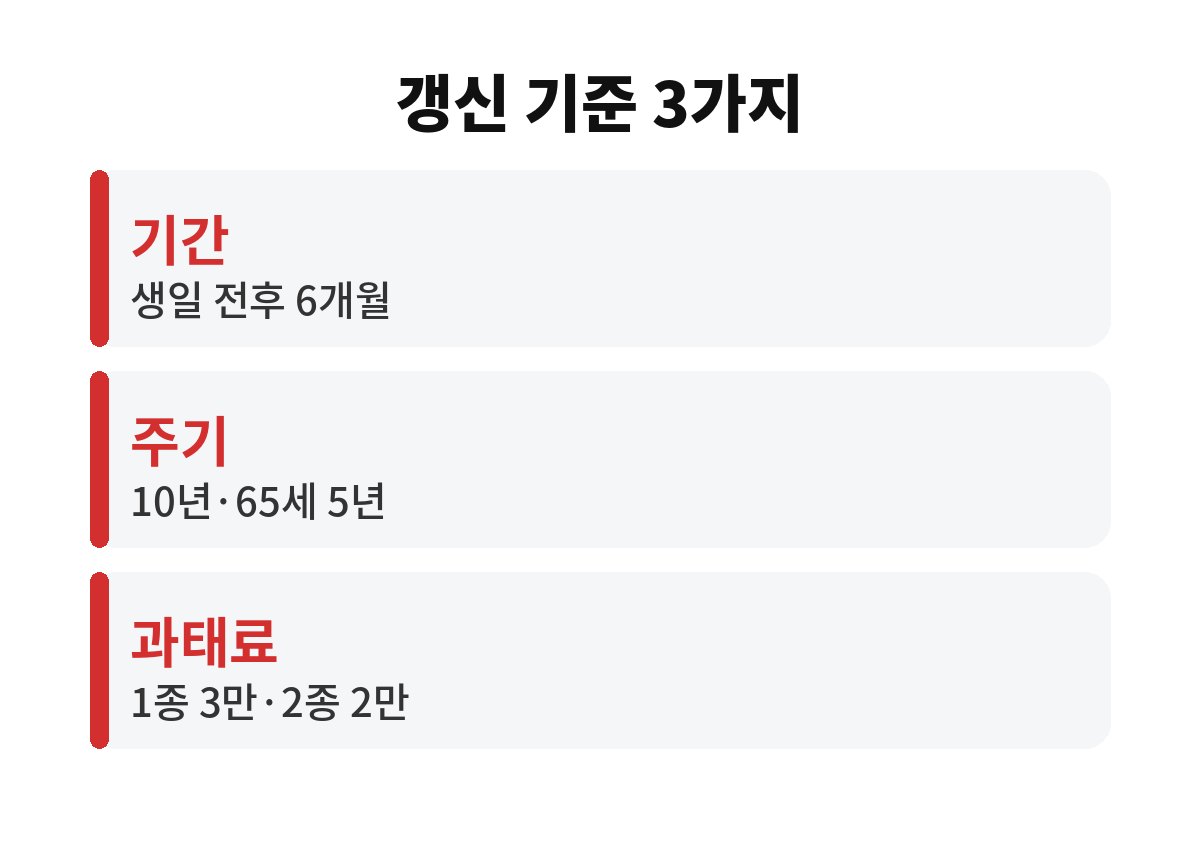 갱신 기준 3가지
기간
생일 전후 6개월
주기
10년·65세 5년
과태료
1종 3만·2종 2만